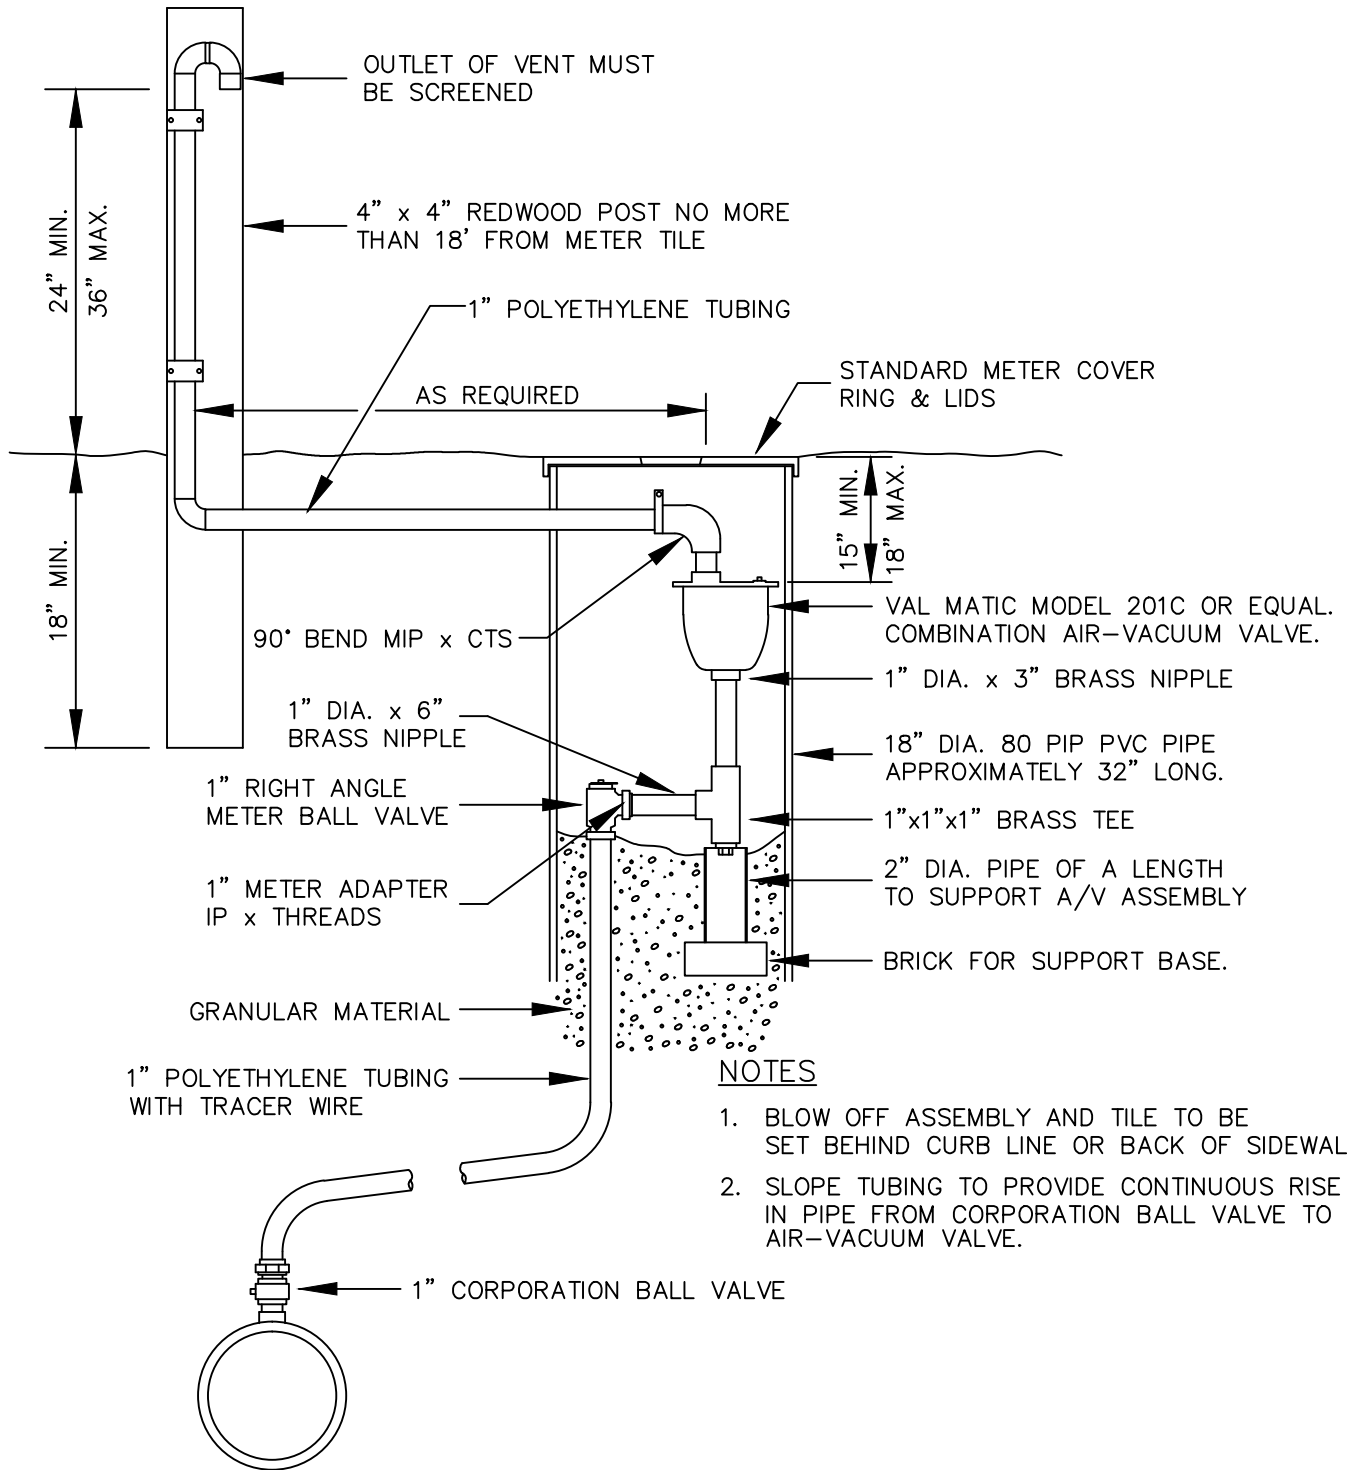 OUTLET OF VENT MUST
BE SCREENED
24" MIN.
36" MAX.
4" x 4" REDWOOD POST NO MORE
THAN 18' FROM METER TILE
1" POLYETHYLENE TUBING
STANDARD METER COVER
RING & LIDS
AS REQUIRED
15" MIN.
18" MAX.
18" MIN.
VAL MATIC MODEL 201C OR EQUAL.
COMBINATION AIR-VACUUM VALVE.
90° BEND MIP x CTS
1" DIA. x 3" BRASS NIPPLE
1" DIA. x 6"
BRASS NIPPLE
18" DIA. 80 PIP PVC PIPE
APPROXIMATELY 32" LONG.
1" RIGHT ANGLE
METER BALL VALVE
1"x1"x1" BRASS TEE
2" DIA. PIPE OF A LENGTH
TO SUPPORT A/V ASSEMBLY
1" METER ADAPTER
IP x THREADS
BRICK FOR SUPPORT BASE.
GRANULAR MATERIAL
1" POLYETHYLENE TUBING
WITH TRACER WIRE
NOTES
1. BLOW OFF ASSEMBLY AND TILE TO BE
SET BEHIND CURB LINE OR BACK OF SIDEWAL
2. SLOPE TUBING TO PROVIDE CONTINUOUS RISE
IN PIPE FROM CORPORATION BALL VALVE TO
AIR-VACUUM VALVE.
1" CORPORATION BALL VALVE